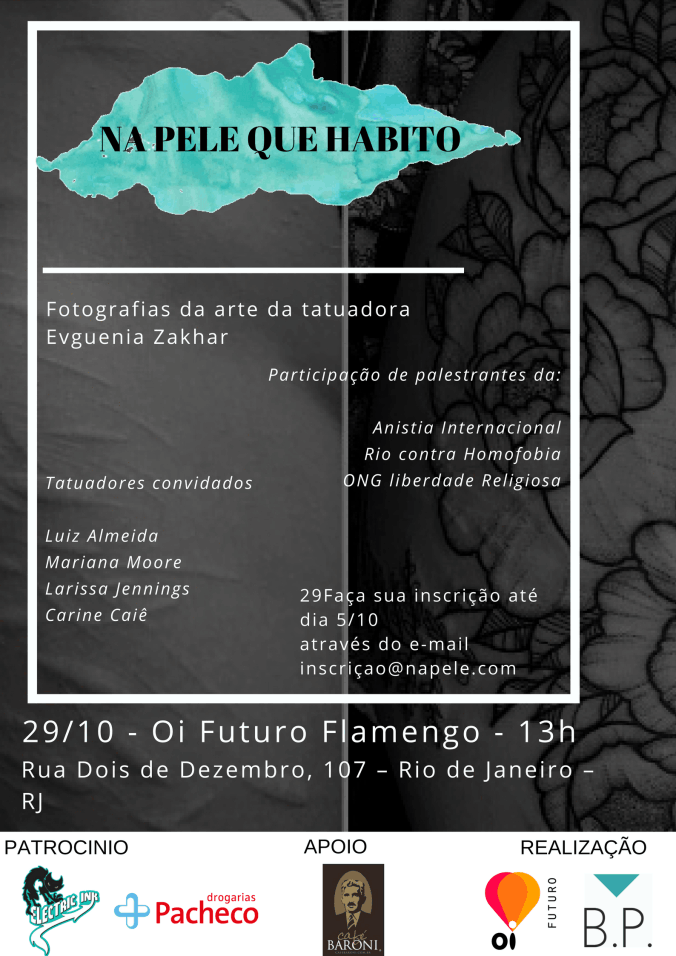 NA PELE QUE HABITO
Fotografias da arte da tatuadora
Evguenia Zakhar
Participação de palestrantes da:
Anistia Internacional
Rio contra Homofobia
ONG liberdade Religiosa
Tatuadores convidados
Luiz Almeida
Mariana Moore
Larissa Jennings
Carine Caiê
29Faça sua inscrição até
dia 5/10
através do e-mail
inscriçao@napele.com
29/10 - Oi Futuro Flamengo - 13h
Rua Dois de Dezembro, 107 – Rio de Janeiro –
RJ
PATROCINIO
APOIO
REALIZAÇÃO
ELECTRIC INK
drogarias
Pacheco
café
BARONI
oi
FUTURO
B.P.